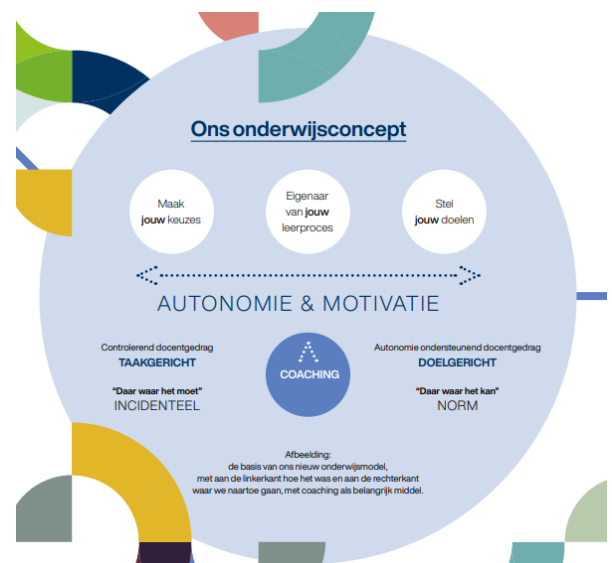 Ons onderwijsconcept
Maak
jouw keuzes
Eigenaar
van jouw
leerproces
Stel
jouw doelen
AUTONOMIE & MOTIVATIE
Controlerend docentgedrag
TAAKGERICHT
"Daar waar het moet"
INCIDENTEEL
COACHING
Autonomie ondersteunend docentgedrag
DOELGERICHT
"Daar waar het kan"
NORM
Afbeelding:
de basis van ons nieuw onderwijsmodel,
met aan de linkerkant hoe het was en aan de rechterkant
waar we naartoe gaan, met coaching als belangrijk middel.